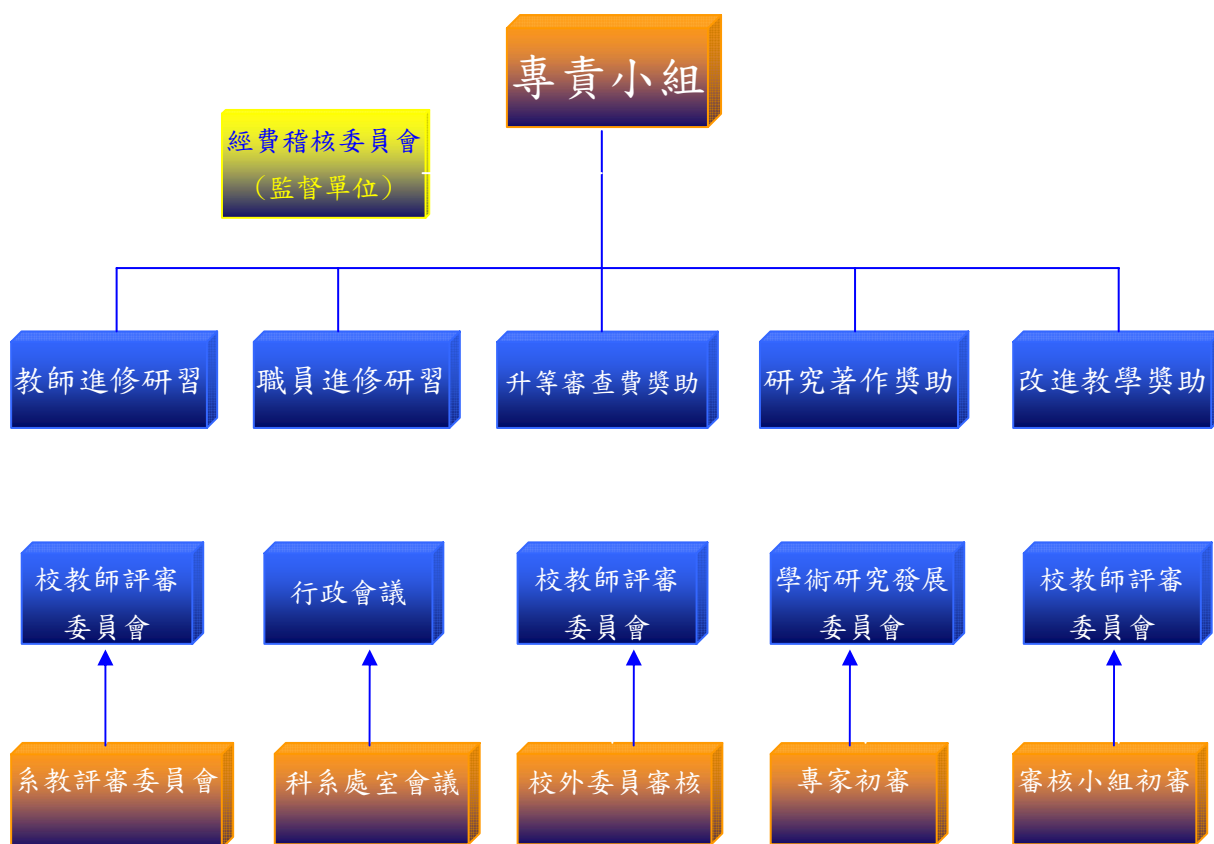 專責小組
經費稽核委員會
（監督單位）
教師進修研習
職員進修研習
升等審查費獎助
研究著作獎助
改進教學獎助
校教師評審
委員會
行政會議
校教師評審
委員會
學術研究發展
委員會
校教師評審
委員會
系教評審委員會
科系處室會議
校外委員審核
專家初審
審核小組初審